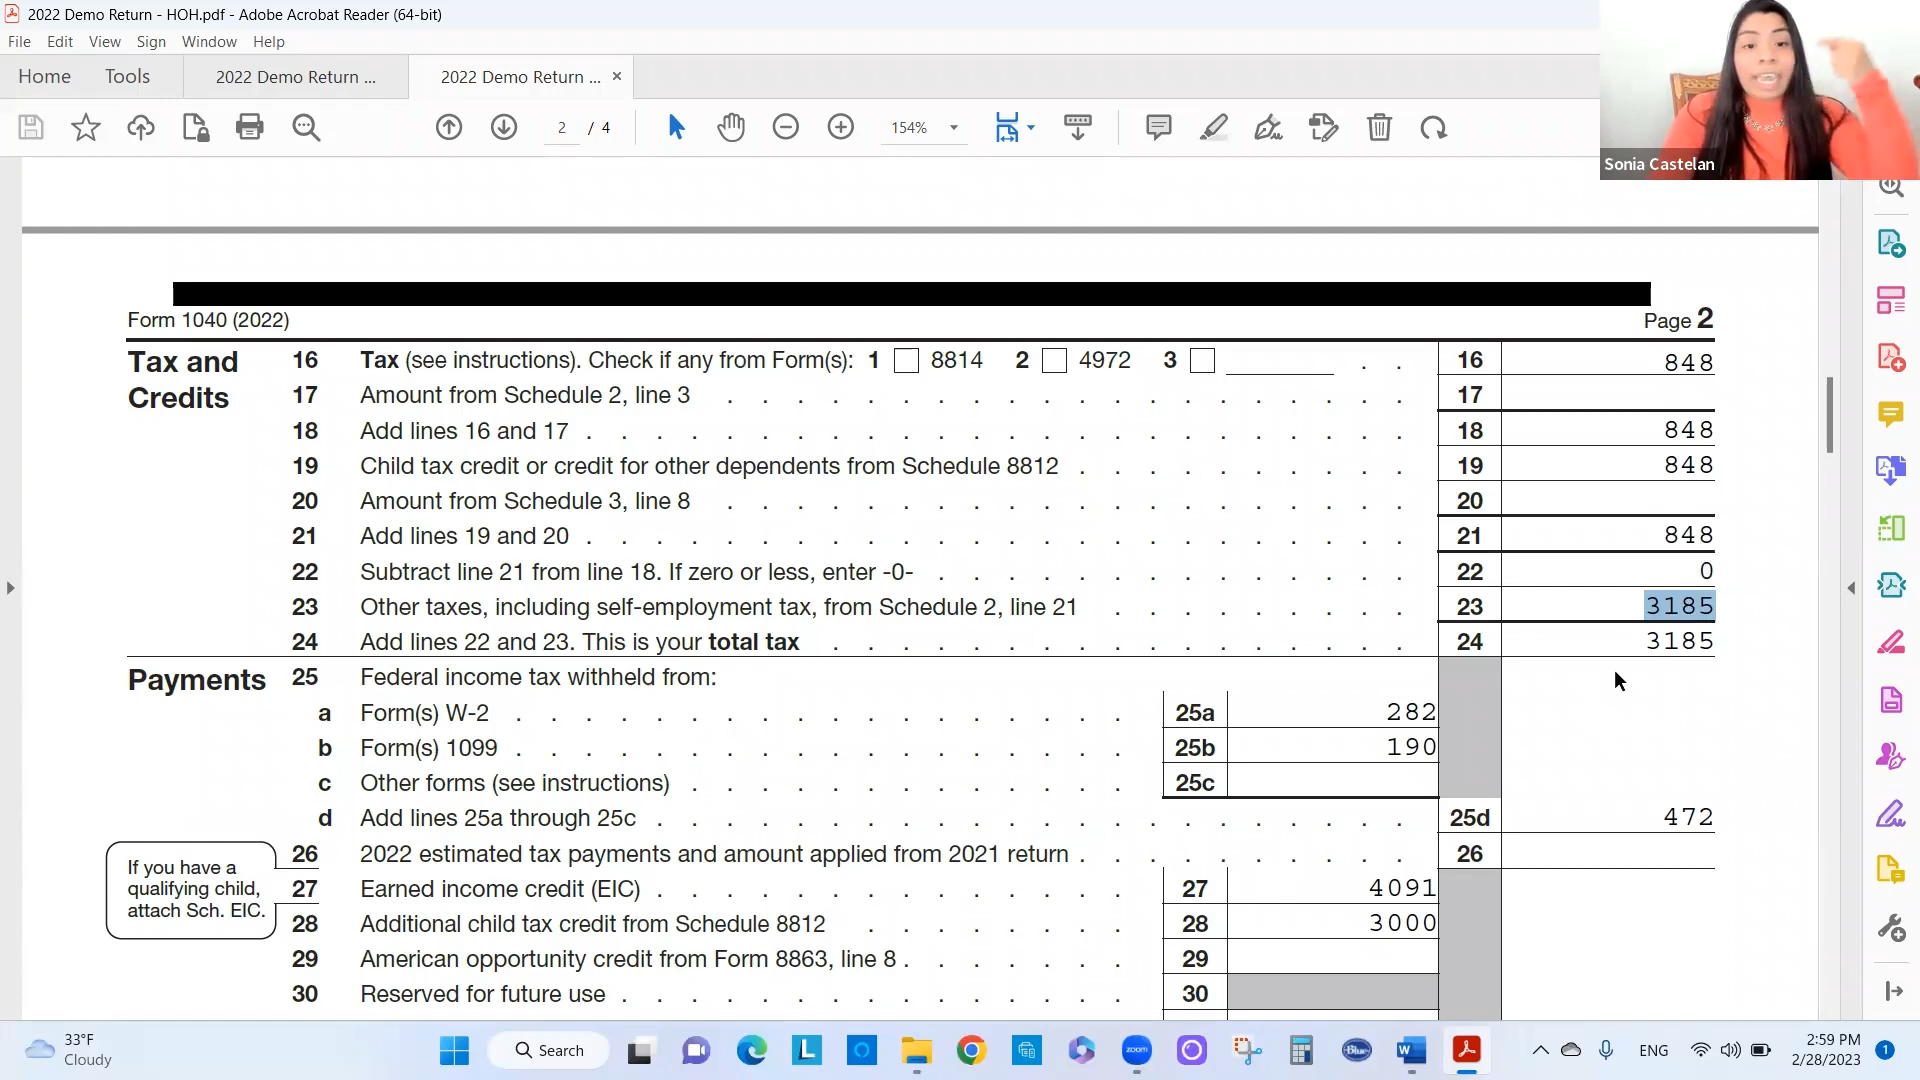 2022 Demo Return - HOH.pdf - Adobe Acrobat Reader (64-bit)
File Edit View Sign Window Help
Home Tools 2022 Demo Return ... 2022 Demo Return ... ×
2 / 4 154%
Sonia Castelan
Form 1040 (2022) Page 2
Tax and Credits
16 Tax (see instructions). Check if any from Form(s): 1 8814 2 4972 3 . . 16 848
17 Amount from Schedule 2, line 3 17
18 Add lines 16 and 17 18 848
19 Child tax credit or credit for other dependents from Schedule 8812 19 848
20 Amount from Schedule 3, line 8 20
21 Add lines 19 and 20 21 848
22 Subtract line 21 from line 18. If zero or less, enter -0- 22 0
23 Other taxes, including self-employment tax, from Schedule 2, line 21 23 3185
24 Add lines 22 and 23. This is your total tax 24 3185
Payments 25 Federal income tax withheld from:
a Form(s) W-2 25a 282
b Form(s) 1099 25b 190
c Other forms (see instructions) 25c
d Add lines 25a through 25c 25d 472
If you have a qualifying child, attach Sch. EIC.
26 2022 estimated tax payments and amount applied from 2021 return 26
27 Earned income credit (EIC) 27 4091
28 Additional child tax credit from Schedule 8812 28 3000
29 American opportunity credit from Form 8863, line 8 29
30 Reserved for future use 30
33°F
Cloudy
Search
L
zoom
Blue
W
ENG
2:59 PM
2/28/2023
1